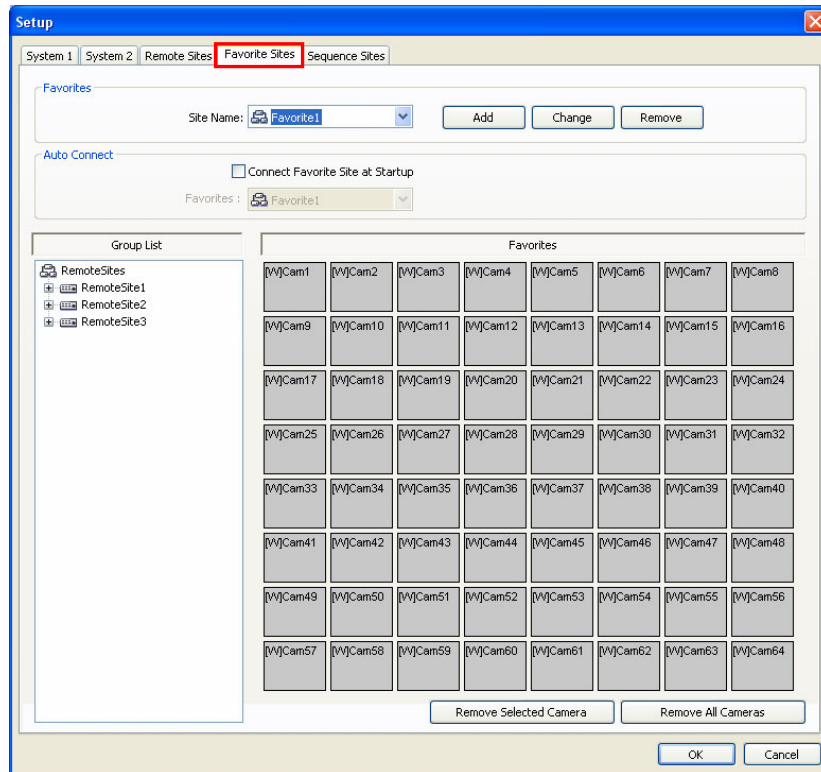 Setup
System 1 System 2 Remote Sites Favorite Sites Sequence Sites
Favorites
Site Name: Favorite1 Add Change Remove
Auto Connect
Connect Favorite Site at Startup
Favorites : Favorite1
Group List Favorites
RemoteSites
RemoteSite1
RemoteSite2
RemoteSite3
[W]Cam1 [W]Cam2 [W]Cam3 [W]Cam4 [W]Cam5 [W]Cam6 [W]Cam7 [W]Cam8
[W]Cam9 [W]Cam10 [W]Cam11 [W]Cam12 [W]Cam13 [W]Cam14 [W]Cam15 [W]Cam16
[W]Cam17 [W]Cam18 [W]Cam19 [W]Cam20 [W]Cam21 [W]Cam22 [W]Cam23 [W]Cam24
[W]Cam25 [W]Cam26 [W]Cam27 [W]Cam28 [W]Cam29 [W]Cam30 [W]Cam31 [W]Cam32
[W]Cam33 [W]Cam34 [W]Cam35 [W]Cam36 [W]Cam37 [W]Cam38 [W]Cam39 [W]Cam40
[W]Cam41 [W]Cam42 [W]Cam43 [W]Cam44 [W]Cam45 [W]Cam46 [W]Cam47 [W]Cam48
[W]Cam49 [W]Cam50 [W]Cam51 [W]Cam52 [W]Cam53 [W]Cam54 [W]Cam55 [W]Cam56
[W]Cam57 [W]Cam58 [W]Cam59 [W]Cam60 [W]Cam61 [W]Cam62 [W]Cam63 [W]Cam64
Remove Selected Camera Remove All Cameras
OK Cancel